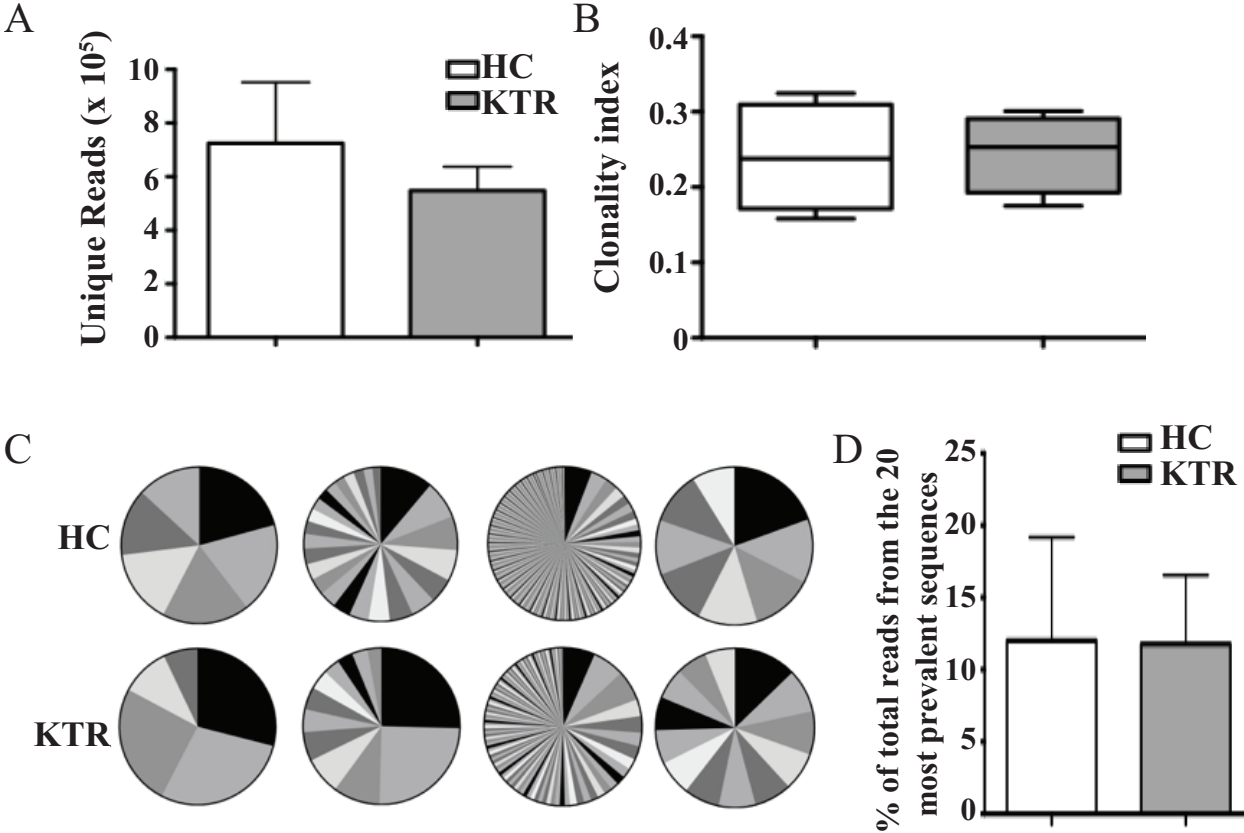 A
Unique Reads (x 10⁵)
10
8
6
4
2
0
HC
KTR
B
Clonality index
0.4
0.3
0.2
0.1
0
C
HC
KTR
D
% of total reads from the 20
most prevalent sequences
25
20
15
10
5
0
HC
KTR